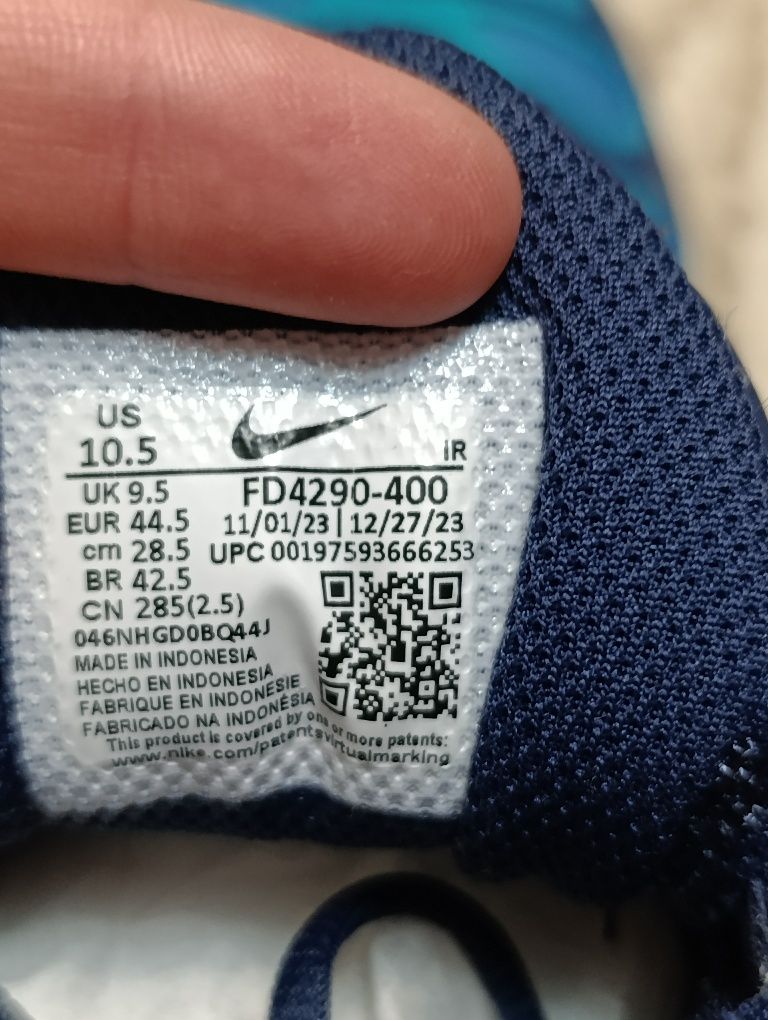 US
10.5 IR
UK 9.5 FD4290-400
EUR 44.5 11/01/23 | 12/27/23
cm 28.5 UPC 00197593666253
BR 42.5
CN 285(2.5)
046NHGD0BQ44J
MADE IN INDONESIA
HECHO EN INDONESIA
FABRIQUE EN INDONESIE
FABRICADO NA INDONÉSIA
This product is covered by one or more patents:
www.nike.com/patentsvirtualmarking